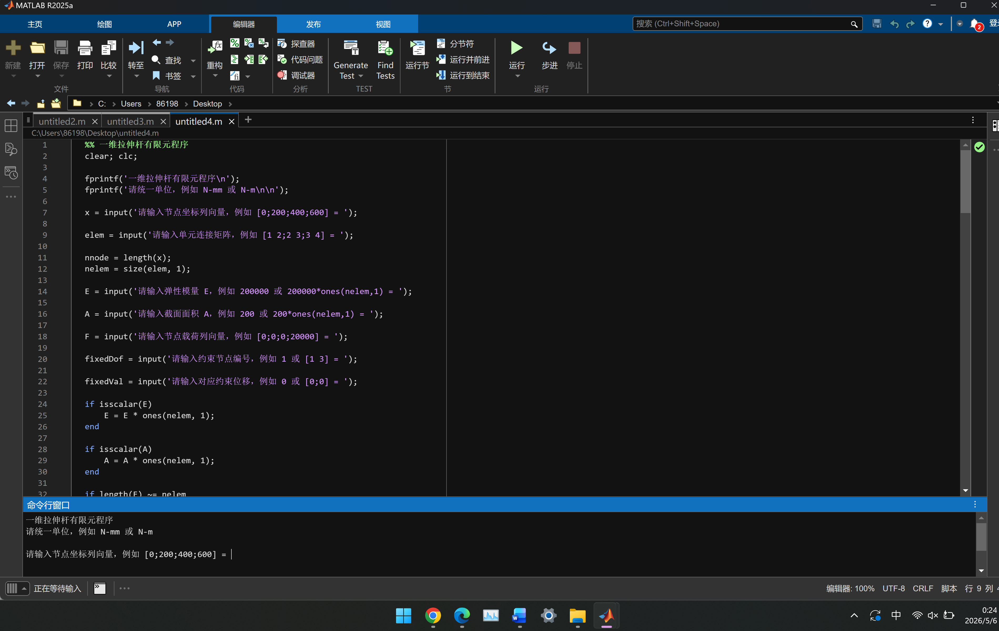 MATLAB R2025a
主页 绘图 APP 编辑器 发布 视图 搜索 (Ctrl+Shift+Space) 2
新建 打开 保存 打印 比较 转至 查找 书签 重构 探查器 代码问题 调试器 Generate Test Find Tests 运行节 分节符 运行并前进 运行到结束 运行 步进 停止
文件 导航 代码 分析 TEST 节 运行
C: Users 86198 Desktop
untitled2.m untitled3.m untitled4.m
C:\Users\86198\Desktop\untitled4.m
1 %% 一维拉伸杆有限元程序
2 clear; clc;
3
4 fprintf('一维拉伸杆有限元程序\n');
5 fprintf('请统一单位，例如 N-mm 或 N-m\n\n');
6
7 x = input('请输入节点坐标列向量，例如 [0;200;400;600] = ');
8
9 elem = input('请输入单元连接矩阵，例如 [1 2;2 3;3 4] = ');
10
11 nnode = length(x);
12 nelem = size(elem, 1);
13
14 E = input('请输入弹性模量 E，例如 200000 或 200000*ones(nelem,1) = ');
15
16 A = input('请输入截面面积 A，例如 200 或 200*ones(nelem,1) = ');
17
18 F = input('请输入节点载荷列向量，例如 [0;0;0;20000] = ');
19
20 fixedDof = input('请输入约束节点编号，例如 1 或 [1 3] = ');
21
22 fixedVal = input('请输入对应约束位移，例如 0 或 [0;0] = ');
23
24 if isscalar(E)
25 E = E * ones(nelem, 1);
26 end
27
28 if isscalar(A)
29 A = A * ones(nelem, 1);
30 end
31
32 if length(E) ~= nelem
命令行窗口
一维拉伸杆有限元程序
请统一单位，例如 N-mm 或 N-m
请输入节点坐标列向量，例如 [0;200;400;600] =
正在等待输入 编辑器: 100% UTF-8 CRLF 脚本 行 9 列
中 0:24
2026/5/6